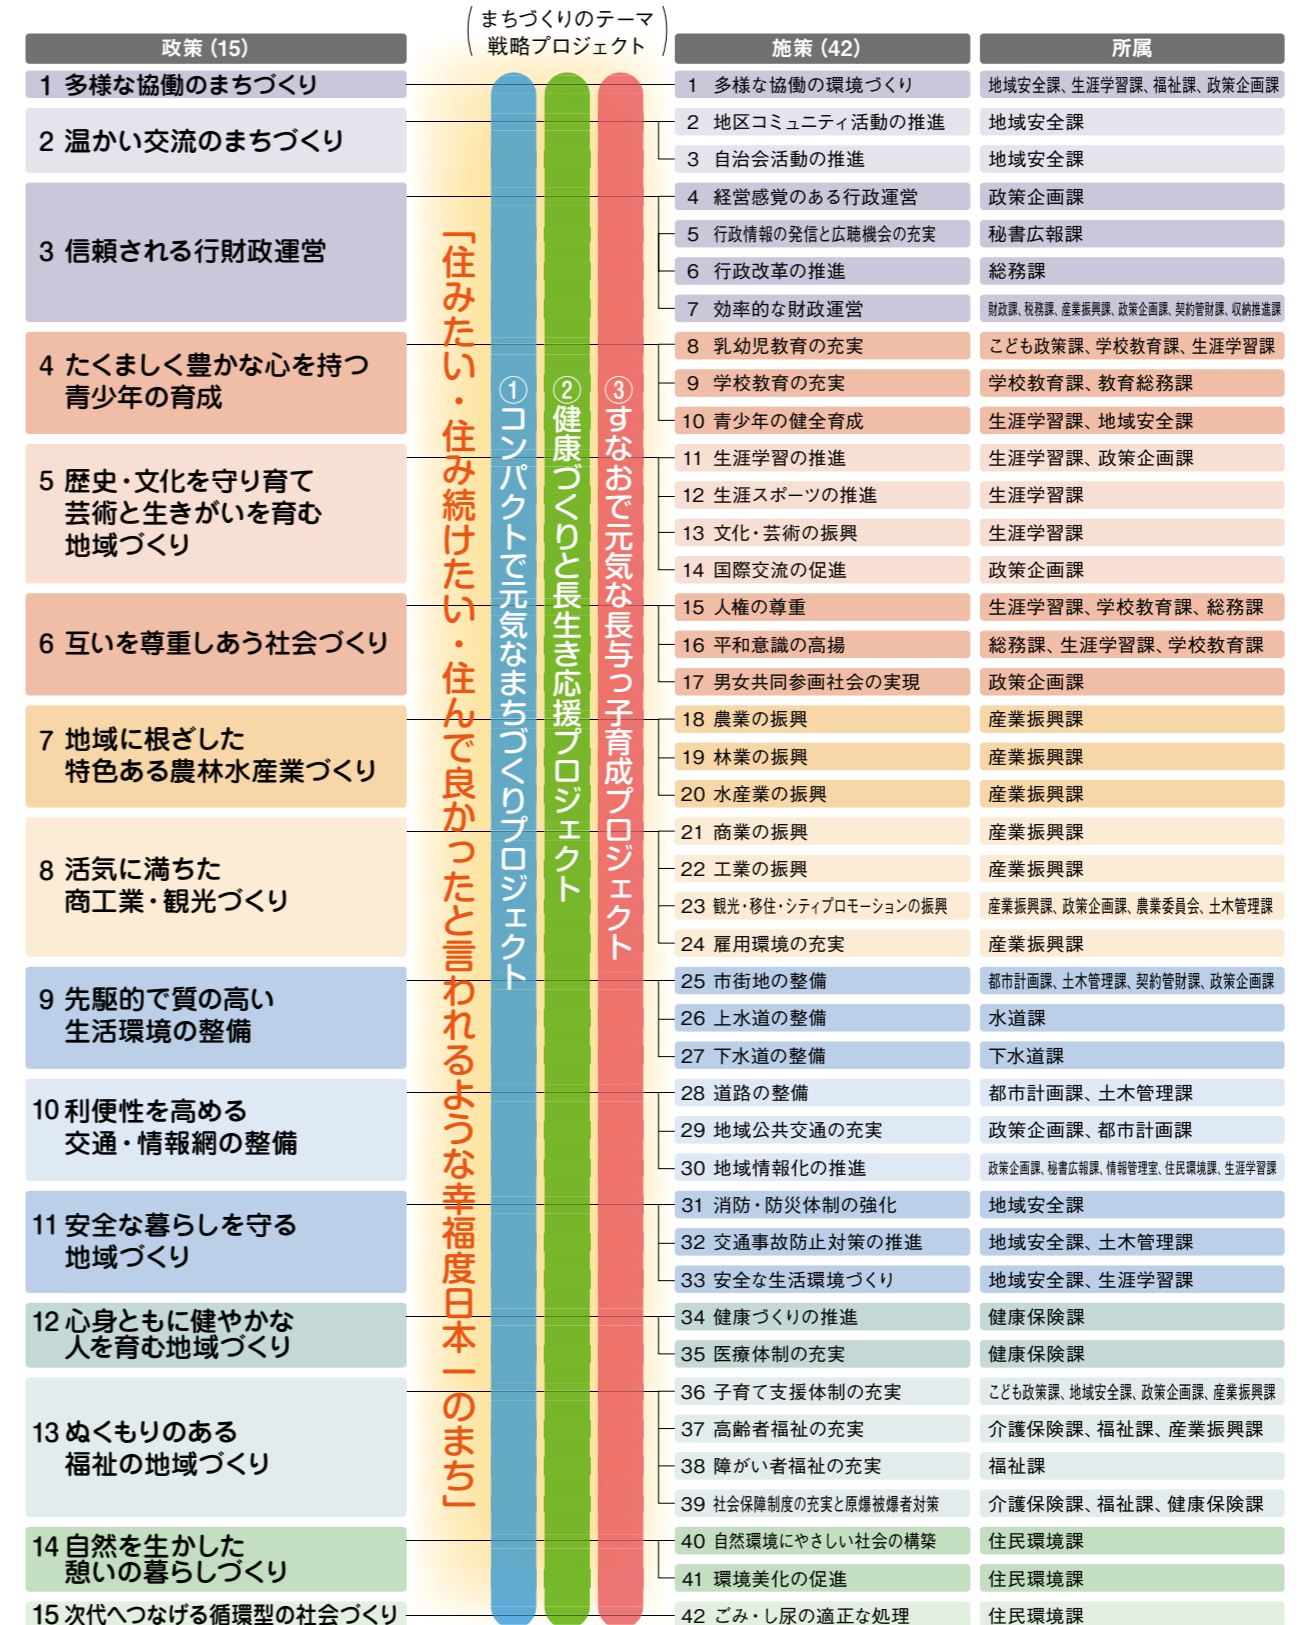 (まちづくりのテーマ
戦略プロジェクト)
政策(15)
施策(42)
所属
1 多様な協働のまちづくり
2 温かい交流のまちづくり
3 信頼される行財政運営
4 たくましく豊かな心を持つ
青少年の育成
5 歴史・文化を守り育て
芸術と生きがいを育む
地域づくり
6 互いを尊重しあう社会づくり
7 地域に根ざした
特色ある農林水産業づくり
8 活気に満ちた
商工業・観光づくり
9 先駆的で質の高い
生活環境の整備
10 利便性を高める
交通・情報網の整備
11 安全な暮らしを守る
地域づくり
12 心身ともに健やかな
人を育む地域づくり
13 ぬくもりのある
福祉の地域づくり
14 自然を生かした
憩いの暮らしづくり
15 次代へつなげる循環型の社会づくり
「住みたい・住み続けたい・住んで良かったと言われるような幸福度日本一のまち」
①コンパクトで元気なまちづくりプロジェクト
②健康づくりと長生き応援プロジェクト
③すなおで元気な長与っ子育成プロジェクト
1 多様な協働の環境づくり 地域安全課、生涯学習課、福祉課、政策企画課
2 地区コミュニティ活動の推進 地域安全課
3 自治会活動の推進 地域安全課
4 経営感覚のある行政運営 政策企画課
5 行政情報の発信と広聴機会の充実 秘書広報課
6 行政改革の推進 総務課
7 効率的な財政運営 財政課、税務課、産業振興課、政策企画課、契約管財課、収納推進課
8 乳幼児教育の充実 こども政策課、学校教育課、生涯学習課
9 学校教育の充実 学校教育課、教育総務課
10 青少年の健全育成 生涯学習課、地域安全課
11 生涯学習の推進 生涯学習課、政策企画課
12 生涯スポーツの推進 生涯学習課
13 文化・芸術の振興 生涯学習課
14 国際交流の促進 政策企画課
15 人権の尊重 生涯学習課、学校教育課、総務課
16 平和意識の高揚 総務課、生涯学習課、学校教育課
17 男女共同参画社会の実現 政策企画課
18 農業の振興 産業振興課
19 林業の振興 産業振興課
20 水産業の振興 産業振興課
21 商業の振興 産業振興課
22 工業の振興 産業振興課
23 観光・移住・シティプロモーションの振興 産業振興課、政策企画課、農業委員会、土木管理課
24 雇用環境の充実 産業振興課
25 市街地の整備 都市計画課、土木管理課、契約管財課、政策企画課
26 上水道の整備 水道課
27 下水道の整備 下水道課
28 道路の整備 都市計画課、土木管理課
29 地域公共交通の充実 政策企画課、都市計画課
30 地域情報化の推進 政策企画課、秘書広報課、情報管理室、住民環境課、生涯学習課
31 消防・防災体制の強化 地域安全課
32 交通事故防止対策の推進 地域安全課、土木管理課
33 安全な生活環境づくり 地域安全課、生涯学習課
34 健康づくりの推進 健康保険課
35 医療体制の充実 健康保険課
36 子育て支援体制の充実 こども政策課、地域安全課、政策企画課、産業振興課
37 高齢者福祉の充実 介護保険課、福祉課、産業振興課
38 障がい者福祉の充実 福祉課
39 社会保障制度の充実と原爆被爆者対策 介護保険課、福祉課、健康保険課
40 自然環境にやさしい社会の構築 住民環境課
41 環境美化の促進 住民環境課
42 ごみ・し尿の適正な処理 住民環境課